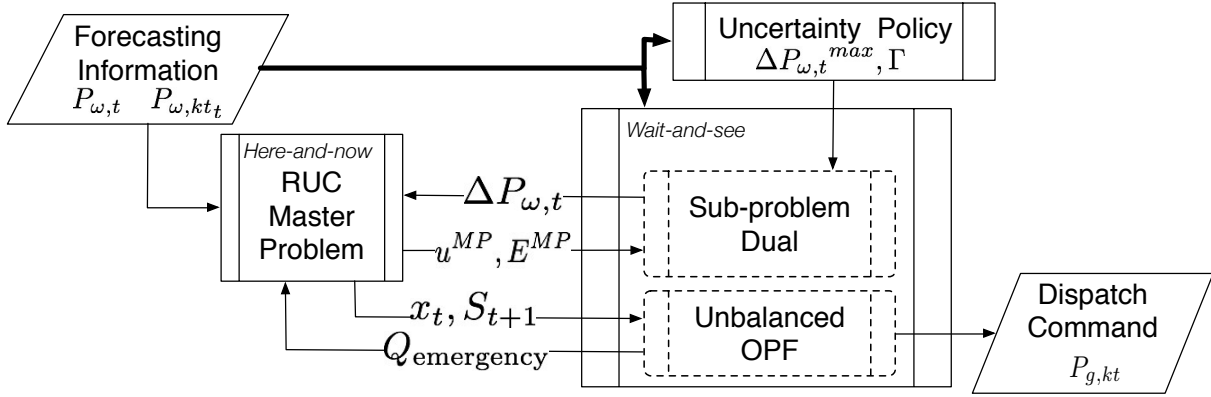 Forecasting
Information
P_{ω,t} P_{ω,kt_t}
Uncertainty Policy
ΔP_{ω,t}^{max}, Γ
Here-and-now
RUC
Master
Problem
Wait-and-see
ΔP_{ω,t}
u^{MP}, E^{MP}
Sub-problem
Dual
x_t, S_{t+1}
Q_{emergency}
Unbalanced
OPF
Dispatch
Command
P_{g,kt}